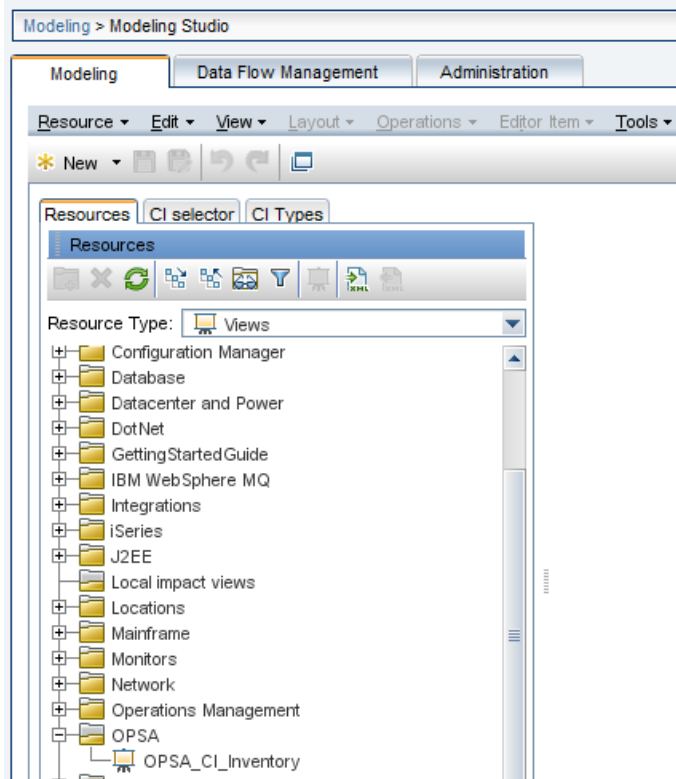 Modeling > Modeling Studio
Modeling Data Flow Management Administration
Resource Edit View Layout Operations Editor Item Tools
New
Resources CI selector CI Types
Resources
XML XML
Resource Type: Views
Configuration Manager
Database
Datacenter and Power
DotNet
GettingStartedGuide
IBM WebSphere MQ
Integrations
iSeries
J2EE
Local impact views
Locations
Mainframe
Monitors
Network
Operations Management
OPSA
OPSA_CI_Inventory